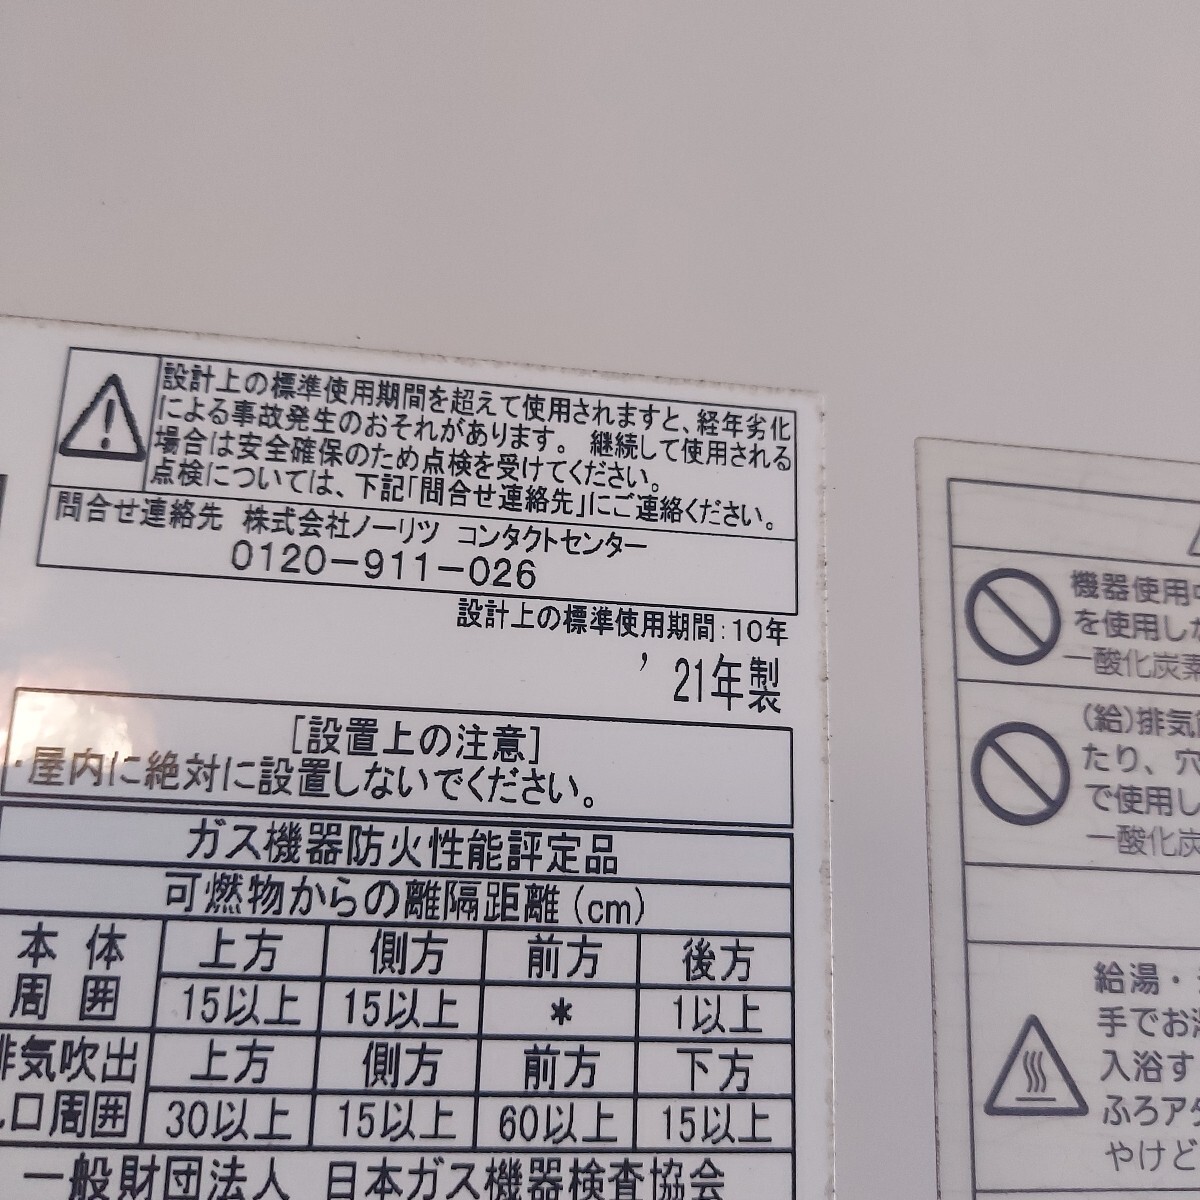 設計上の標準使用期間を超えて使用されますと、経年劣化
による事故発生のおそれがあります。 継続して使用される
場合は安全確保のため点検を受けてください。
点検については、下記「問合せ連絡先」にご連絡ください。
問合せ連絡先 株式会社ノーリツ コンタクトセンター
0120-911-026
設計上の標準使用期間:10年
'21年製
[設置上の注意]
・屋内に絶対に設置しないでください。
ガス機器防火性能評定品
可燃物からの離隔距離(cm)
本体 上方 側方 前方 後方
周囲 15以上 15以上 * 1以上
排気吹出 上方 側方 前方 下方
口周囲 30以上 15以上 60以上 15以上
一般財団法人 日本ガス機器検査協会
機器使用中
を使用しな
一酸化炭素
(給)排気
たり、穴
で使用し
一酸化炭
給湯・
手でお湯
入浴す
ふろアダ
やけど